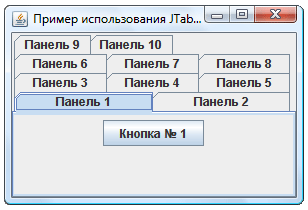 Пример использования JTab...
Панель 9 Панель 10
Панель 6 Панель 7 Панель 8
Панель 3 Панель 4 Панель 5
Панель 1 Панель 2
Кнопка № 1